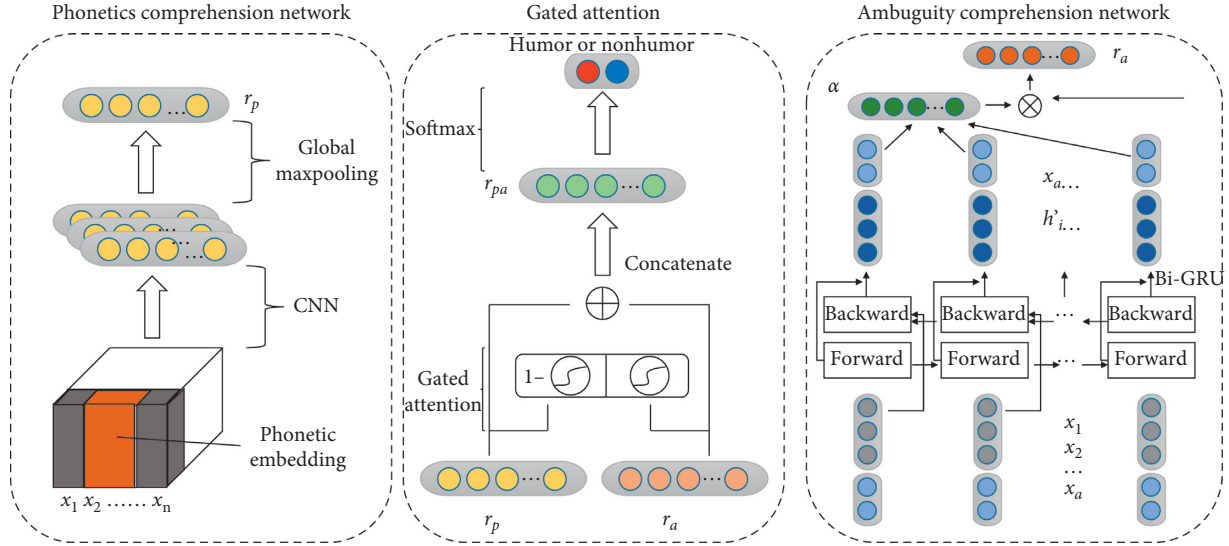 Phonetics comprehension network
r_p
Global
maxpooling
CNN
Phonetic
embedding
x_1 x_2 ...... x_n
Gated attention
Humor or nonhumor
Softmax
r_pa
Concatenate
1–
Gated
attention
r_p
r_a
Ambuguity comprehension network
r_a
α
x_a...
h'_i...
Bi-GRU
Backward
Backward
...
Backward
Forward
Forward
...
Forward
x_1
x_2
...
x_a